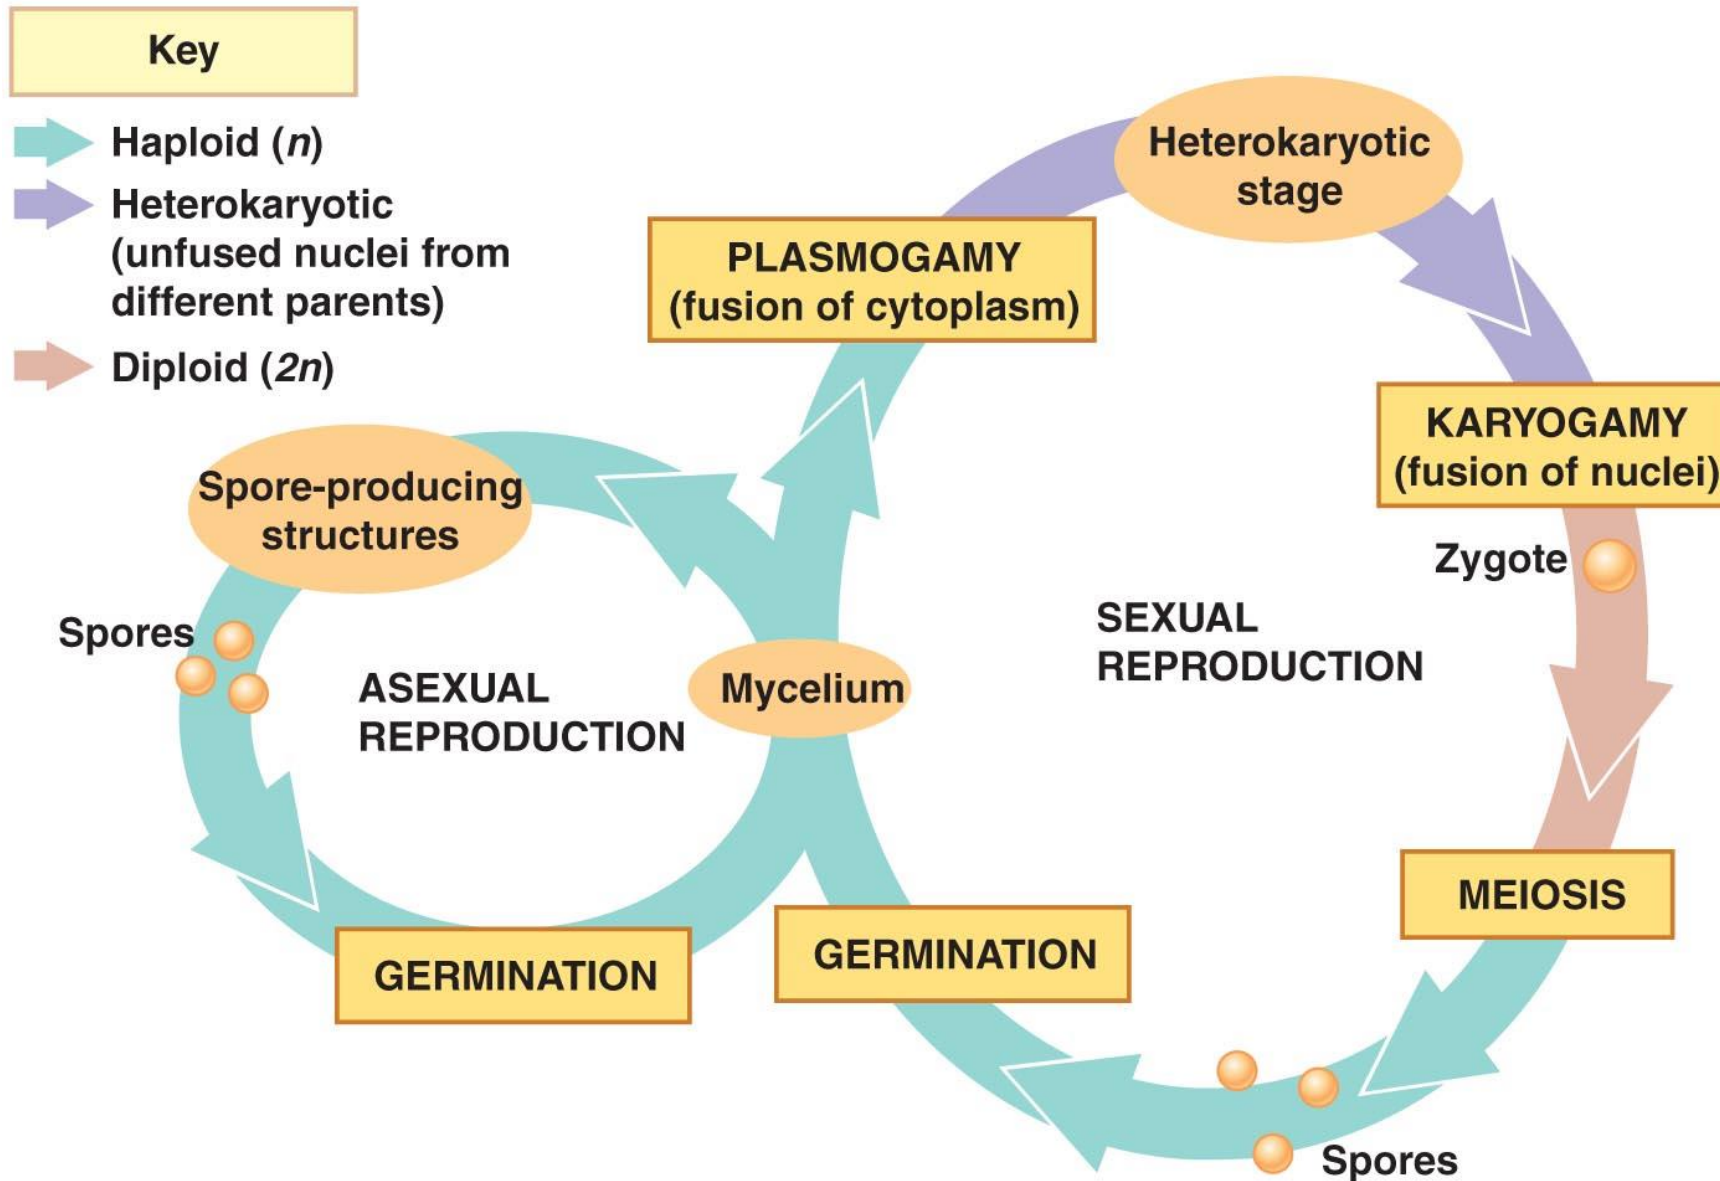 Key
Haploid (n)
Heterokaryotic
(unfused nuclei from
different parents)
Diploid (2n)
Heterokaryotic
stage
PLASMOGAMY
(fusion of cytoplasm)
KARYOGAMY
(fusion of nuclei)
Spore-producing
structures
Zygote
Spores
SEXUAL
REPRODUCTION
ASEXUAL
REPRODUCTION
Mycelium
MEIOSIS
GERMINATION
GERMINATION
Spores